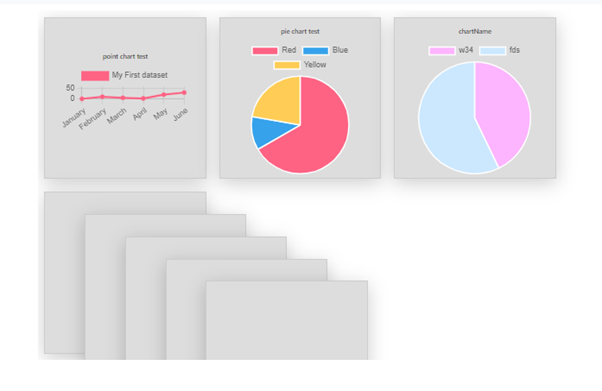 point chart test
My First dataset
50
0
January February March April May June
pie chart test
Red Blue
Yellow
chartName
w34 fds